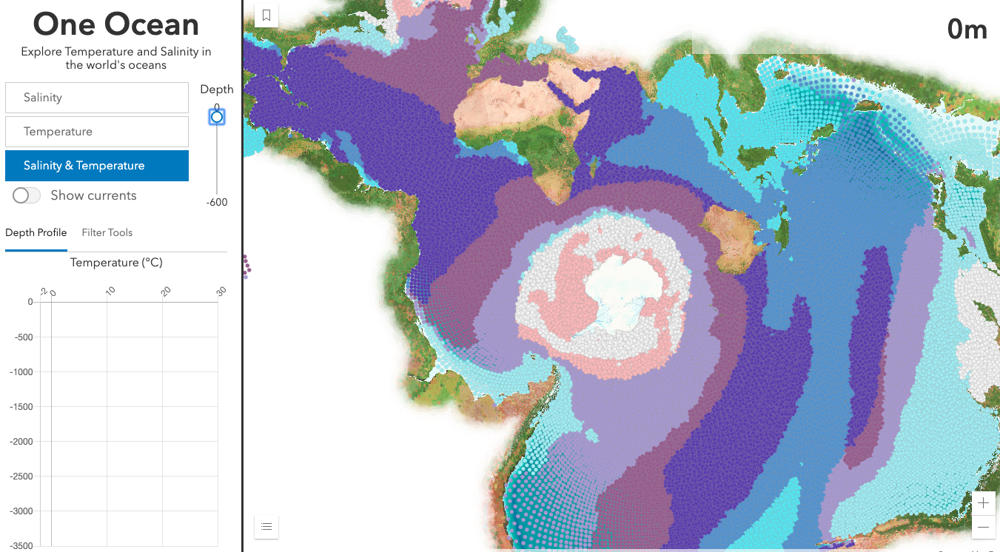 One Ocean
Explore Temperature and Salinity in
the world's oceans
Salinity
Temperature
Salinity & Temperature
Show currents
Depth
0
-600
Depth Profile
Filter Tools
Temperature (°C)
-2
0
10
20
30
0
-500
-1000
-1500
-2000
-2500
-3000
-3500
0m